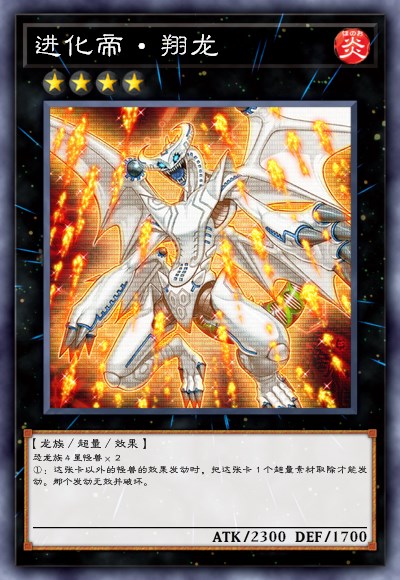 进化帝·翔龙
ほのお
炎
【龙族/超量/效果】
恐龙族4星怪兽×2
①：这张卡以外的怪兽的效果发动时，把这张卡1个超量素材取除才能发
动。那个发动无效并破坏。
ATK/2300 DEF/1700